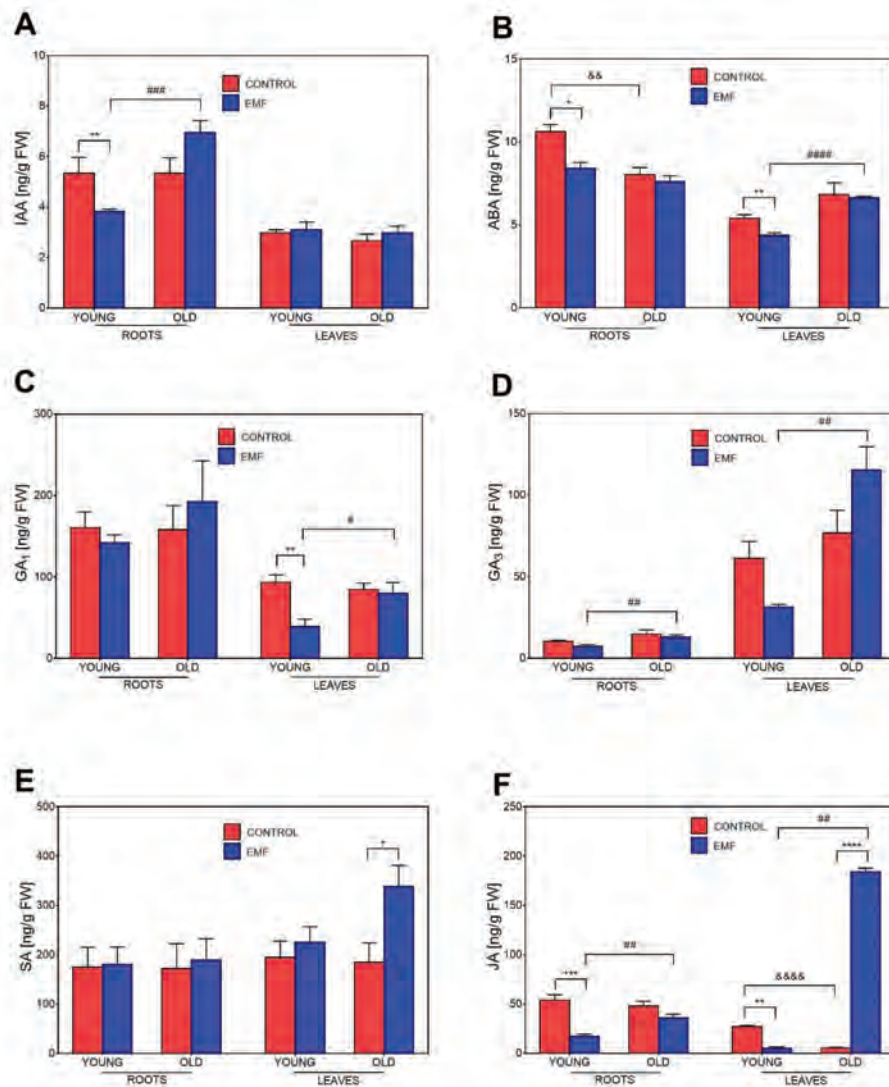 A
IAA [ng/g FW]
10
8
6
4
2
0
CONTROL
EMF
###
**
YOUNG OLD YOUNG OLD
ROOTS LEAVES
B
ABA [ng/g FW]
15
10
5
0
CONTROL
EMF
&&
*
####
**
YOUNG OLD YOUNG OLD
ROOTS LEAVES
C
GA1 [ng/g FW]
300
200
100
0
CONTROL
EMF
#
**
YOUNG OLD YOUNG OLD
ROOTS LEAVES
D
GA3 [ng/g FW]
150
100
50
0
CONTROL
EMF
##
##
YOUNG OLD YOUNG OLD
ROOTS LEAVES
E
SA [ng/g FW]
500
400
300
200
100
0
CONTROL
EMF
*
YOUNG OLD YOUNG OLD
ROOTS LEAVES
F
JA [ng/g FW]
250
200
150
100
50
0
CONTROL
EMF
##
****
##
***
&&&&
**
YOUNG OLD YOUNG OLD
ROOTS LEAVES